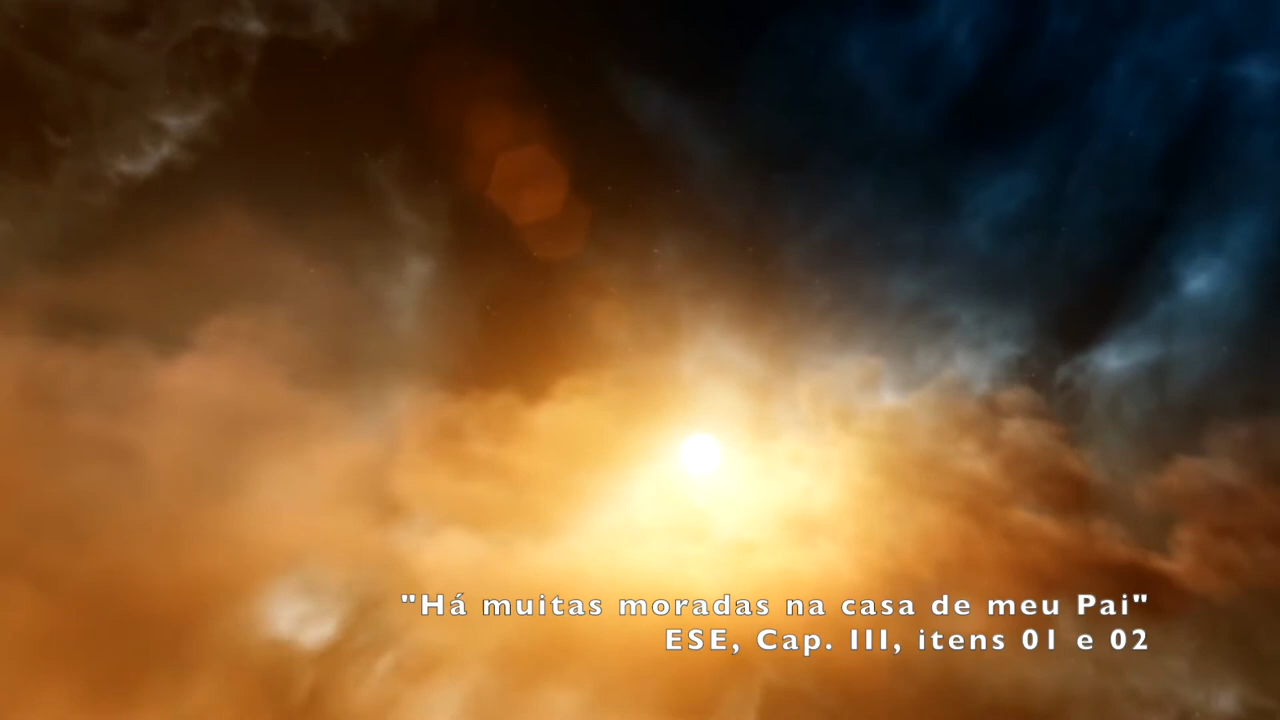 "Há muitas moradas na casa de meu Pai"
ESE, Cap. III, itens 01 e 02